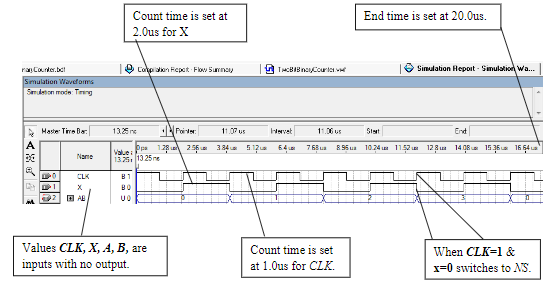 Count time is set at
2.0us for X
End time is set at 20.0us.
inary Counter.bdf
Compilation Report - Flow Summary
TwoBitBinaryCounter.vwf
Simulation Report - Simulation Wa...
Simulation Waveforms
Simulation mode: Timing
Master Time Bar: 13.25 ns
Pointer: 11.07 us
Interval: 11.06 us
Start:
End:
Name
Value
13.25 r
0 ps 1.28 us 2.56 us 3.84 us 5.12 us 6.4 us 7.68 us 8.96 us 10.24 us 11.52 us 12.8 us 14.08 us 15.36 us 16.64 us
13.25 ns
0 CLK B 1
1 X B 0
2 AB U 0 0 1 2 3 0
Values CLK, X, A, B, are
inputs with no output.
Count time is set
at 1.0us for CLK.
When CLK=1 &
x=0 switches to NS.